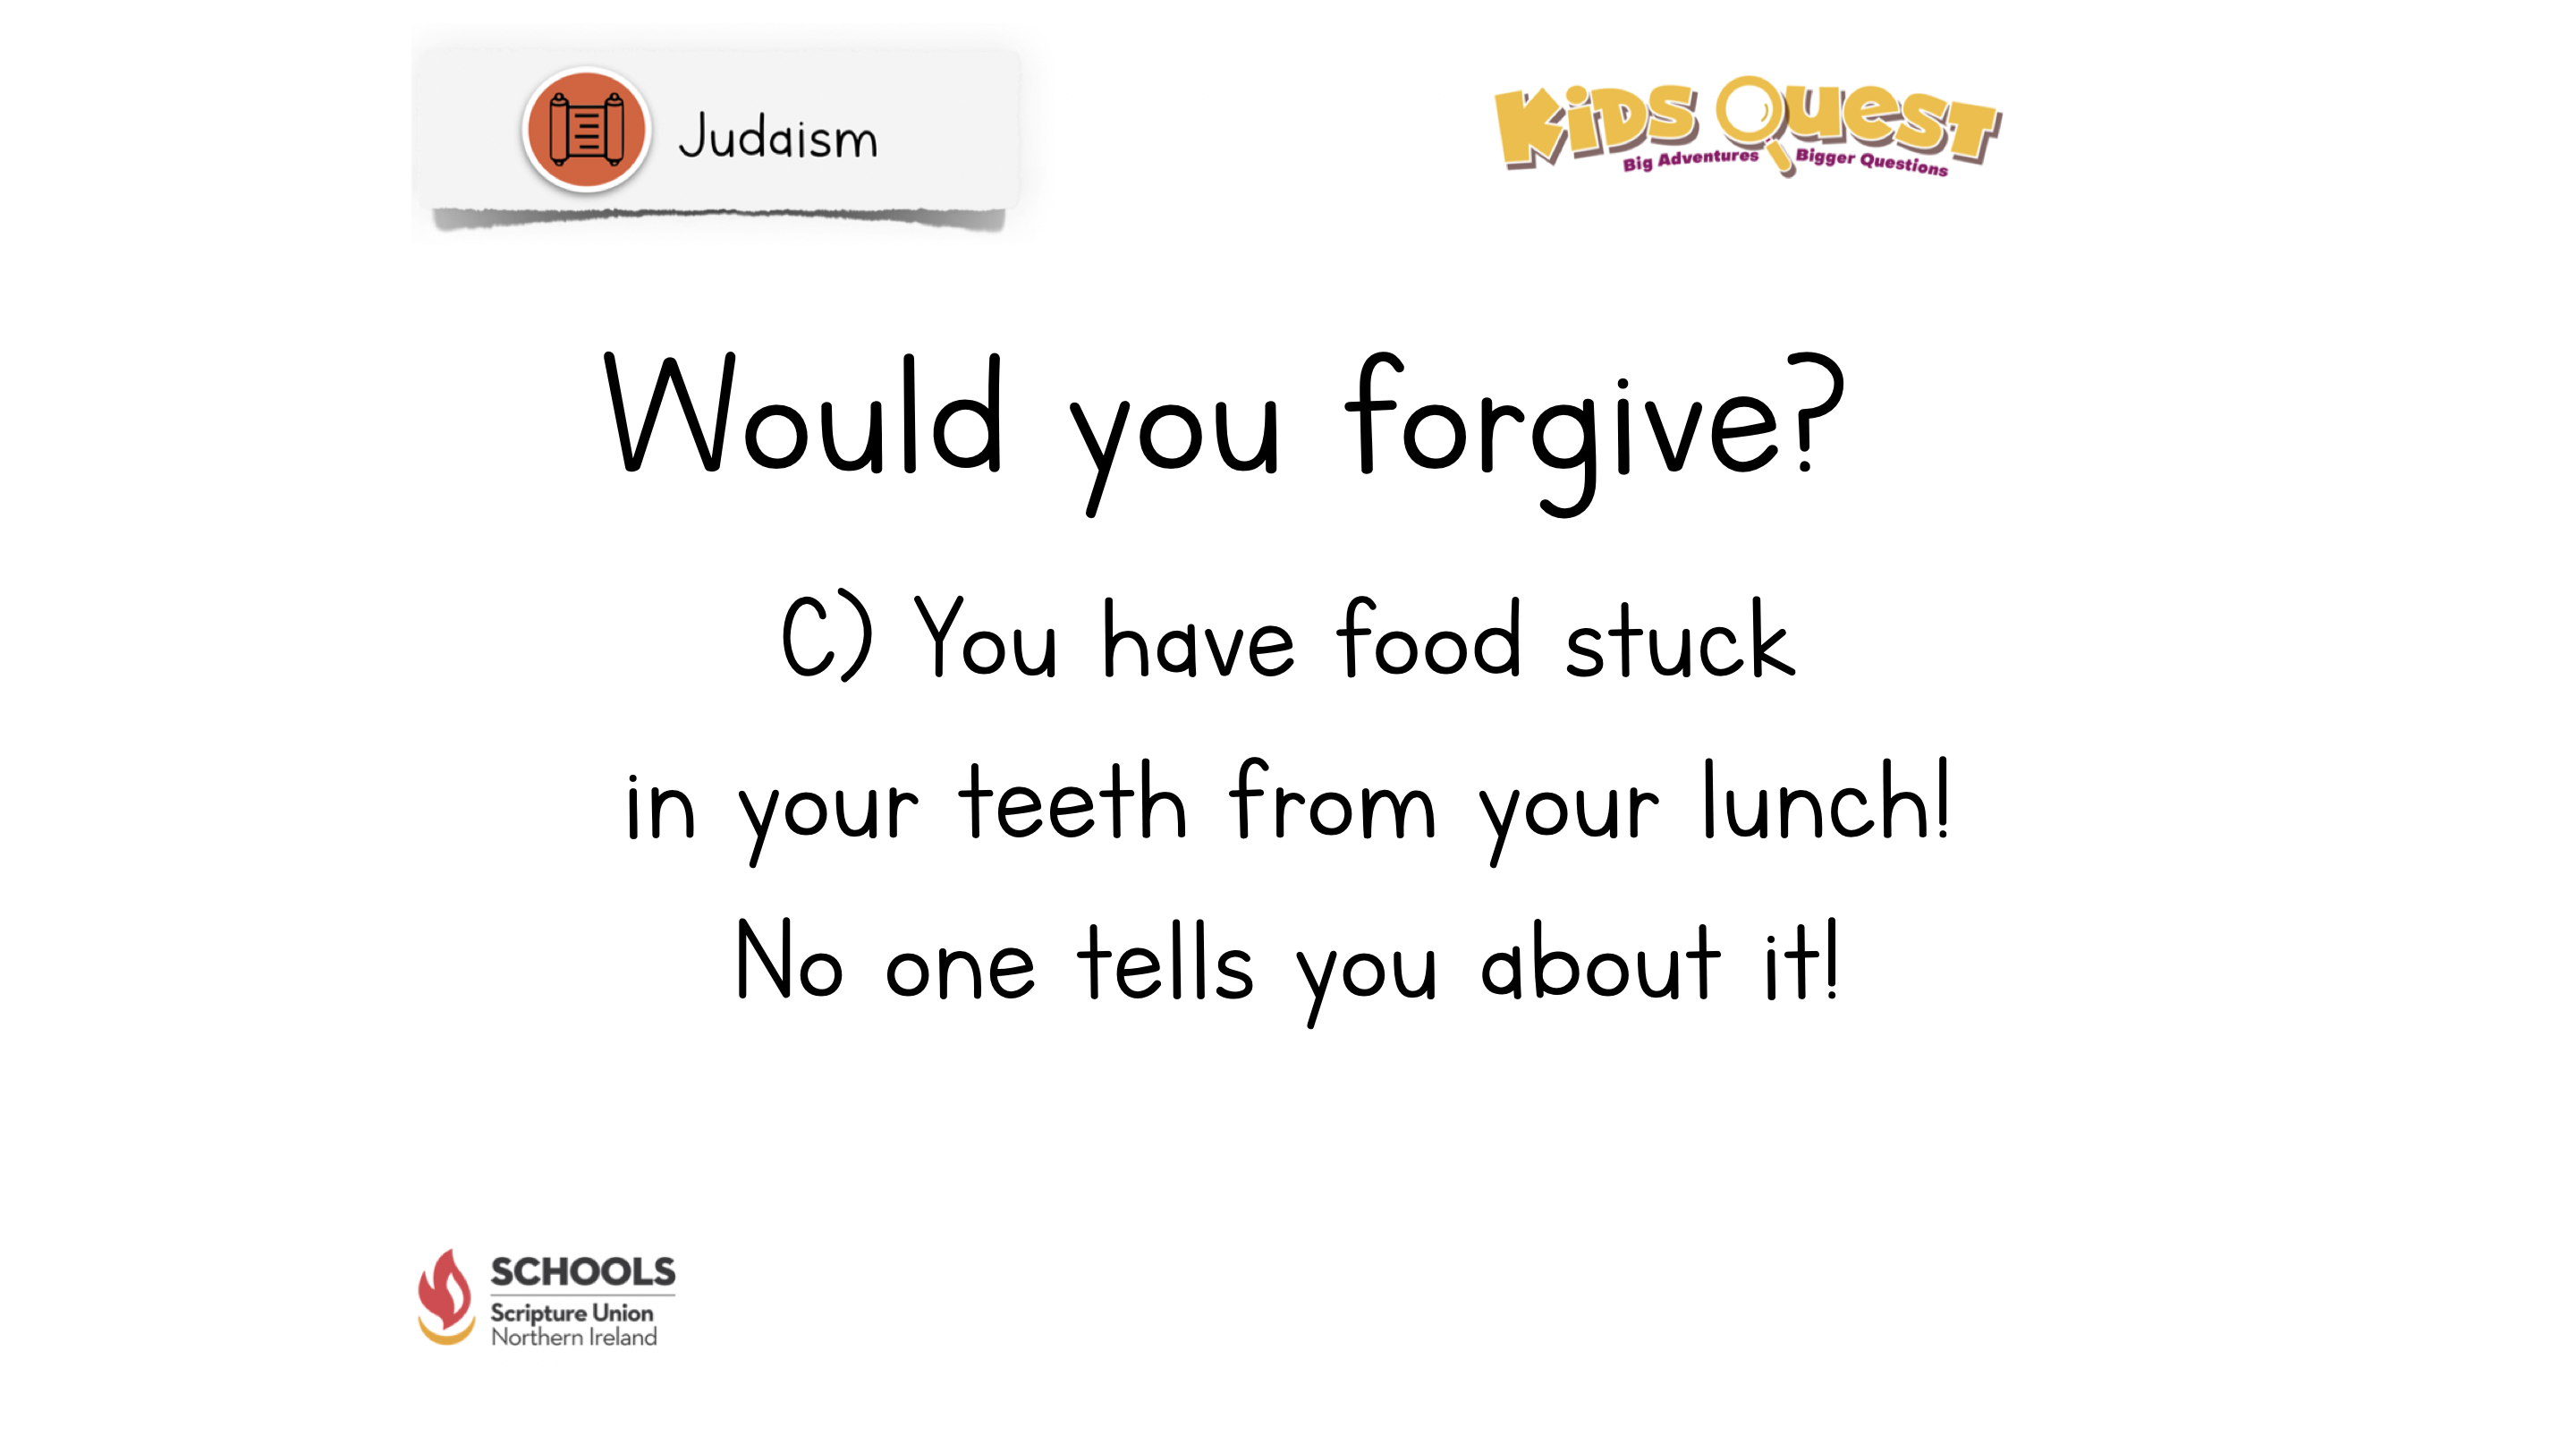 Judaism
KiDS QUEST
Big Adventures Bigger Questions
Would you forgive?
C) You have food stuck
in your teeth from your lunch!
No one tells you about it!
SCHOOLS
Scripture Union
Northern Ireland